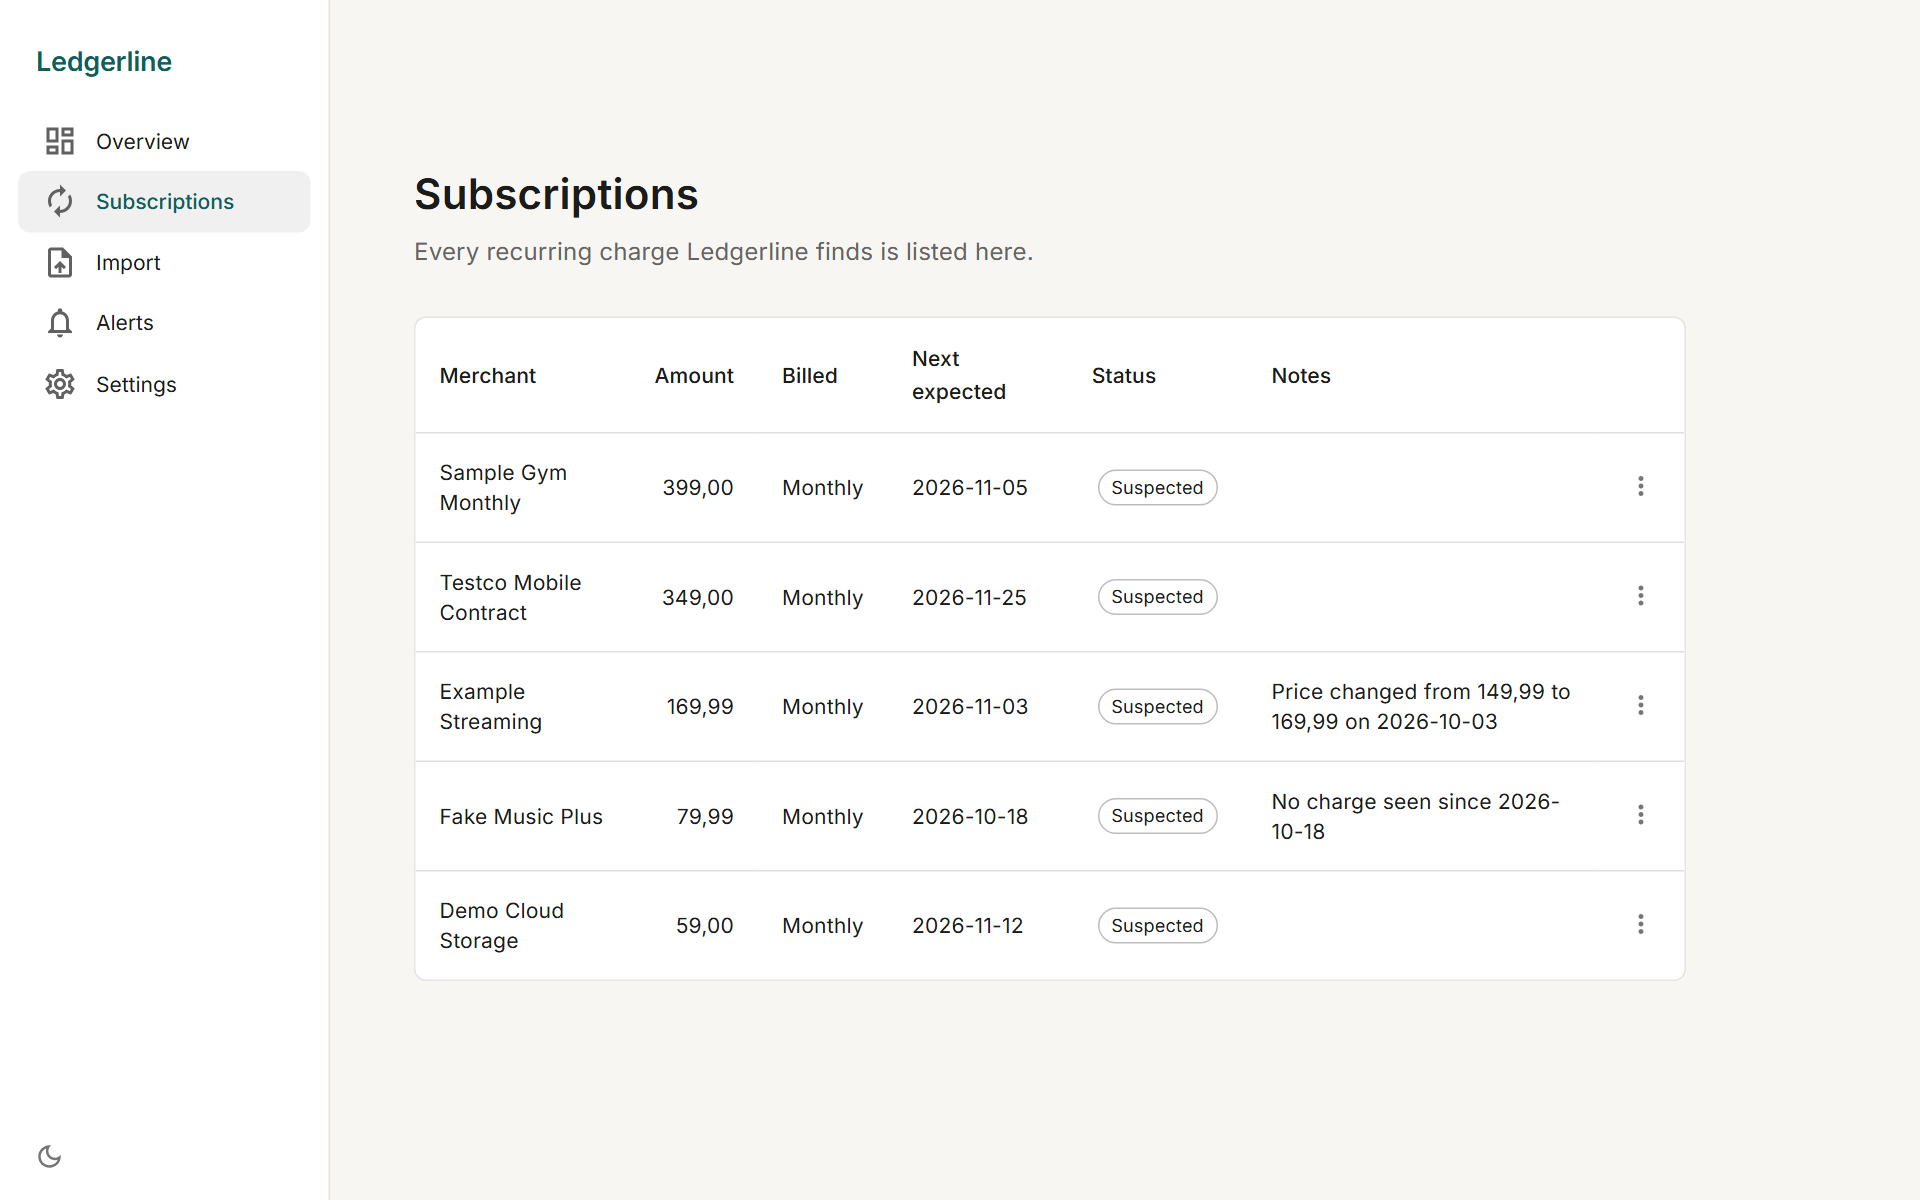 Ledgerline
Overview
Subscriptions
Import
Alerts
Settings
Subscriptions
Every recurring charge Ledgerline finds is listed here.
Merchant Amount Billed Next expected Status Notes
Sample Gym Monthly 399,00 Monthly 2026-11-05 Suspected
Testco Mobile Contract 349,00 Monthly 2026-11-25 Suspected
Example Streaming 169,99 Monthly 2026-11-03 Suspected Price changed from 149,99 to 169,99 on 2026-10-03
Fake Music Plus 79,99 Monthly 2026-10-18 Suspected No charge seen since 2026-10-18
Demo Cloud Storage 59,00 Monthly 2026-11-12 Suspected